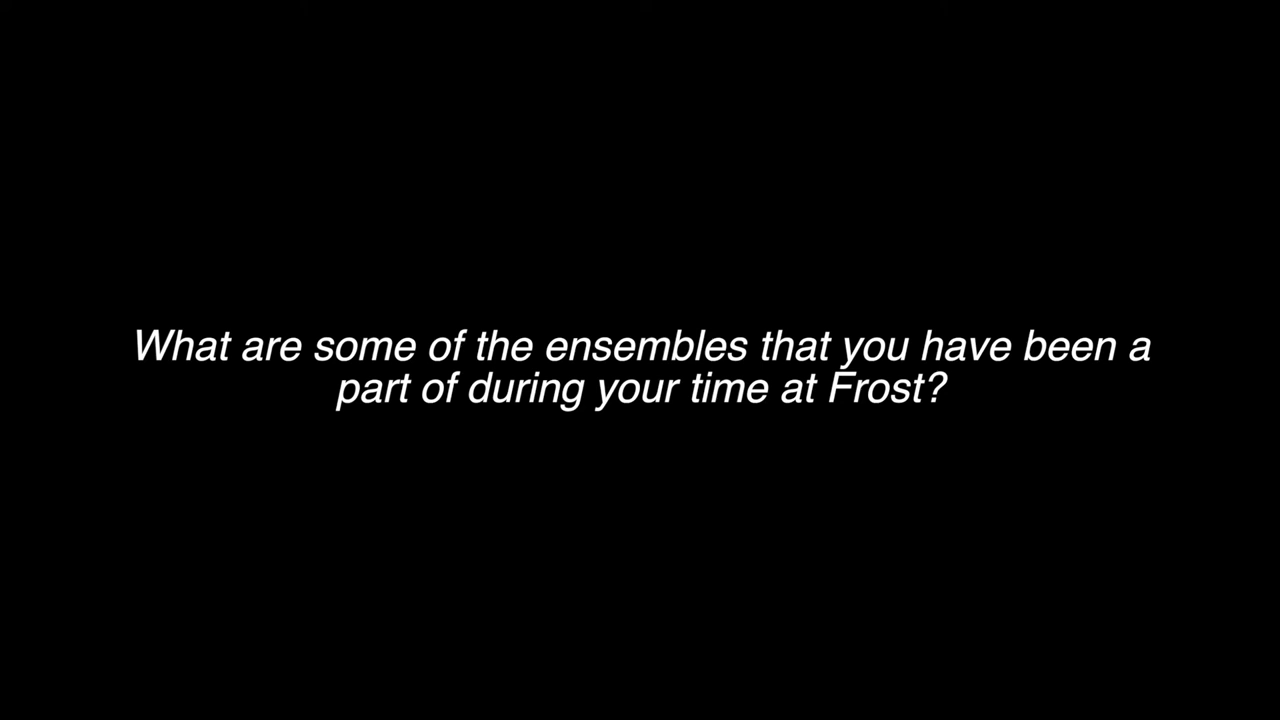 What are some of the ensembles that you have been a
part of during your time at Frost?